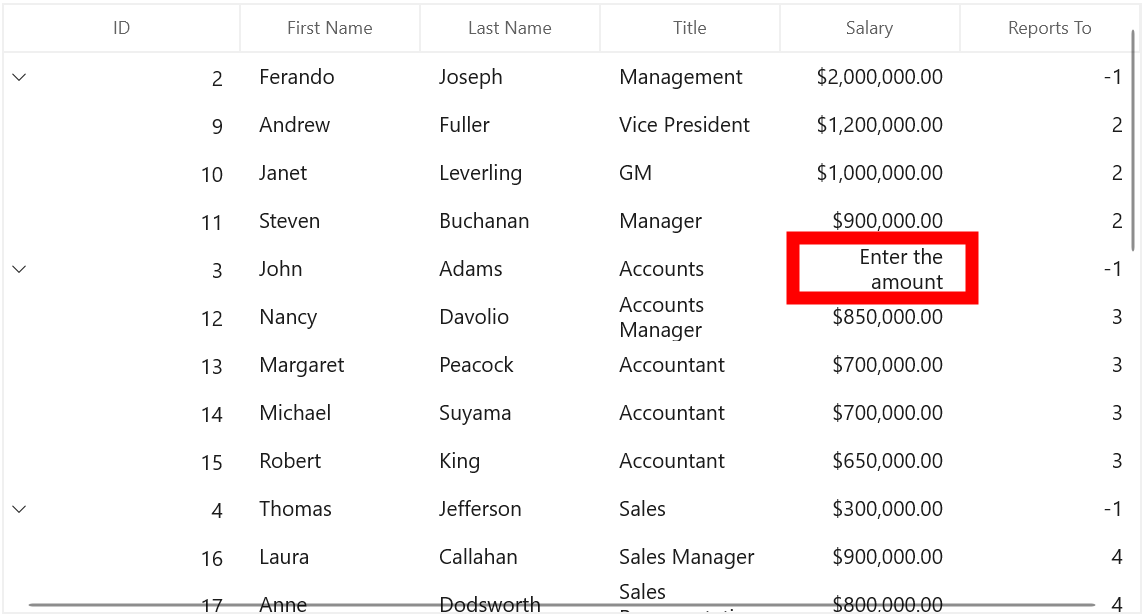 ID First Name Last Name Title Salary Reports To
2 Ferando Joseph Management $2,000,000.00 -1
9 Andrew Fuller Vice President $1,200,000.00 2
10 Janet Leverling GM $1,000,000.00 2
11 Steven Buchanan Manager $900,000.00 2
3 John Adams Accounts Enter the amount -1
12 Nancy Davolio Accounts Manager $850,000.00 3
13 Margaret Peacock Accountant $700,000.00 3
14 Michael Suyama Accountant $700,000.00 3
15 Robert King Accountant $650,000.00 3
4 Thomas Jefferson Sales $300,000.00 -1
16 Laura Callahan Sales Manager $900,000.00 4
17 Anne Dodsworth Sales $800,000.00 4